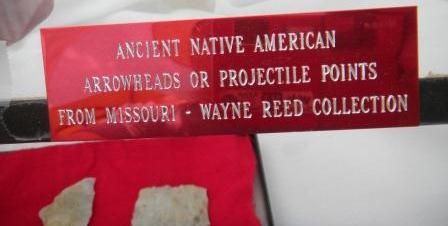 ANCIENT NATIVE AMERICAN
ARROWHEADS OR PROJECTILE POINTS
FROM MISSOURI - WAYNE REED COLLECTION